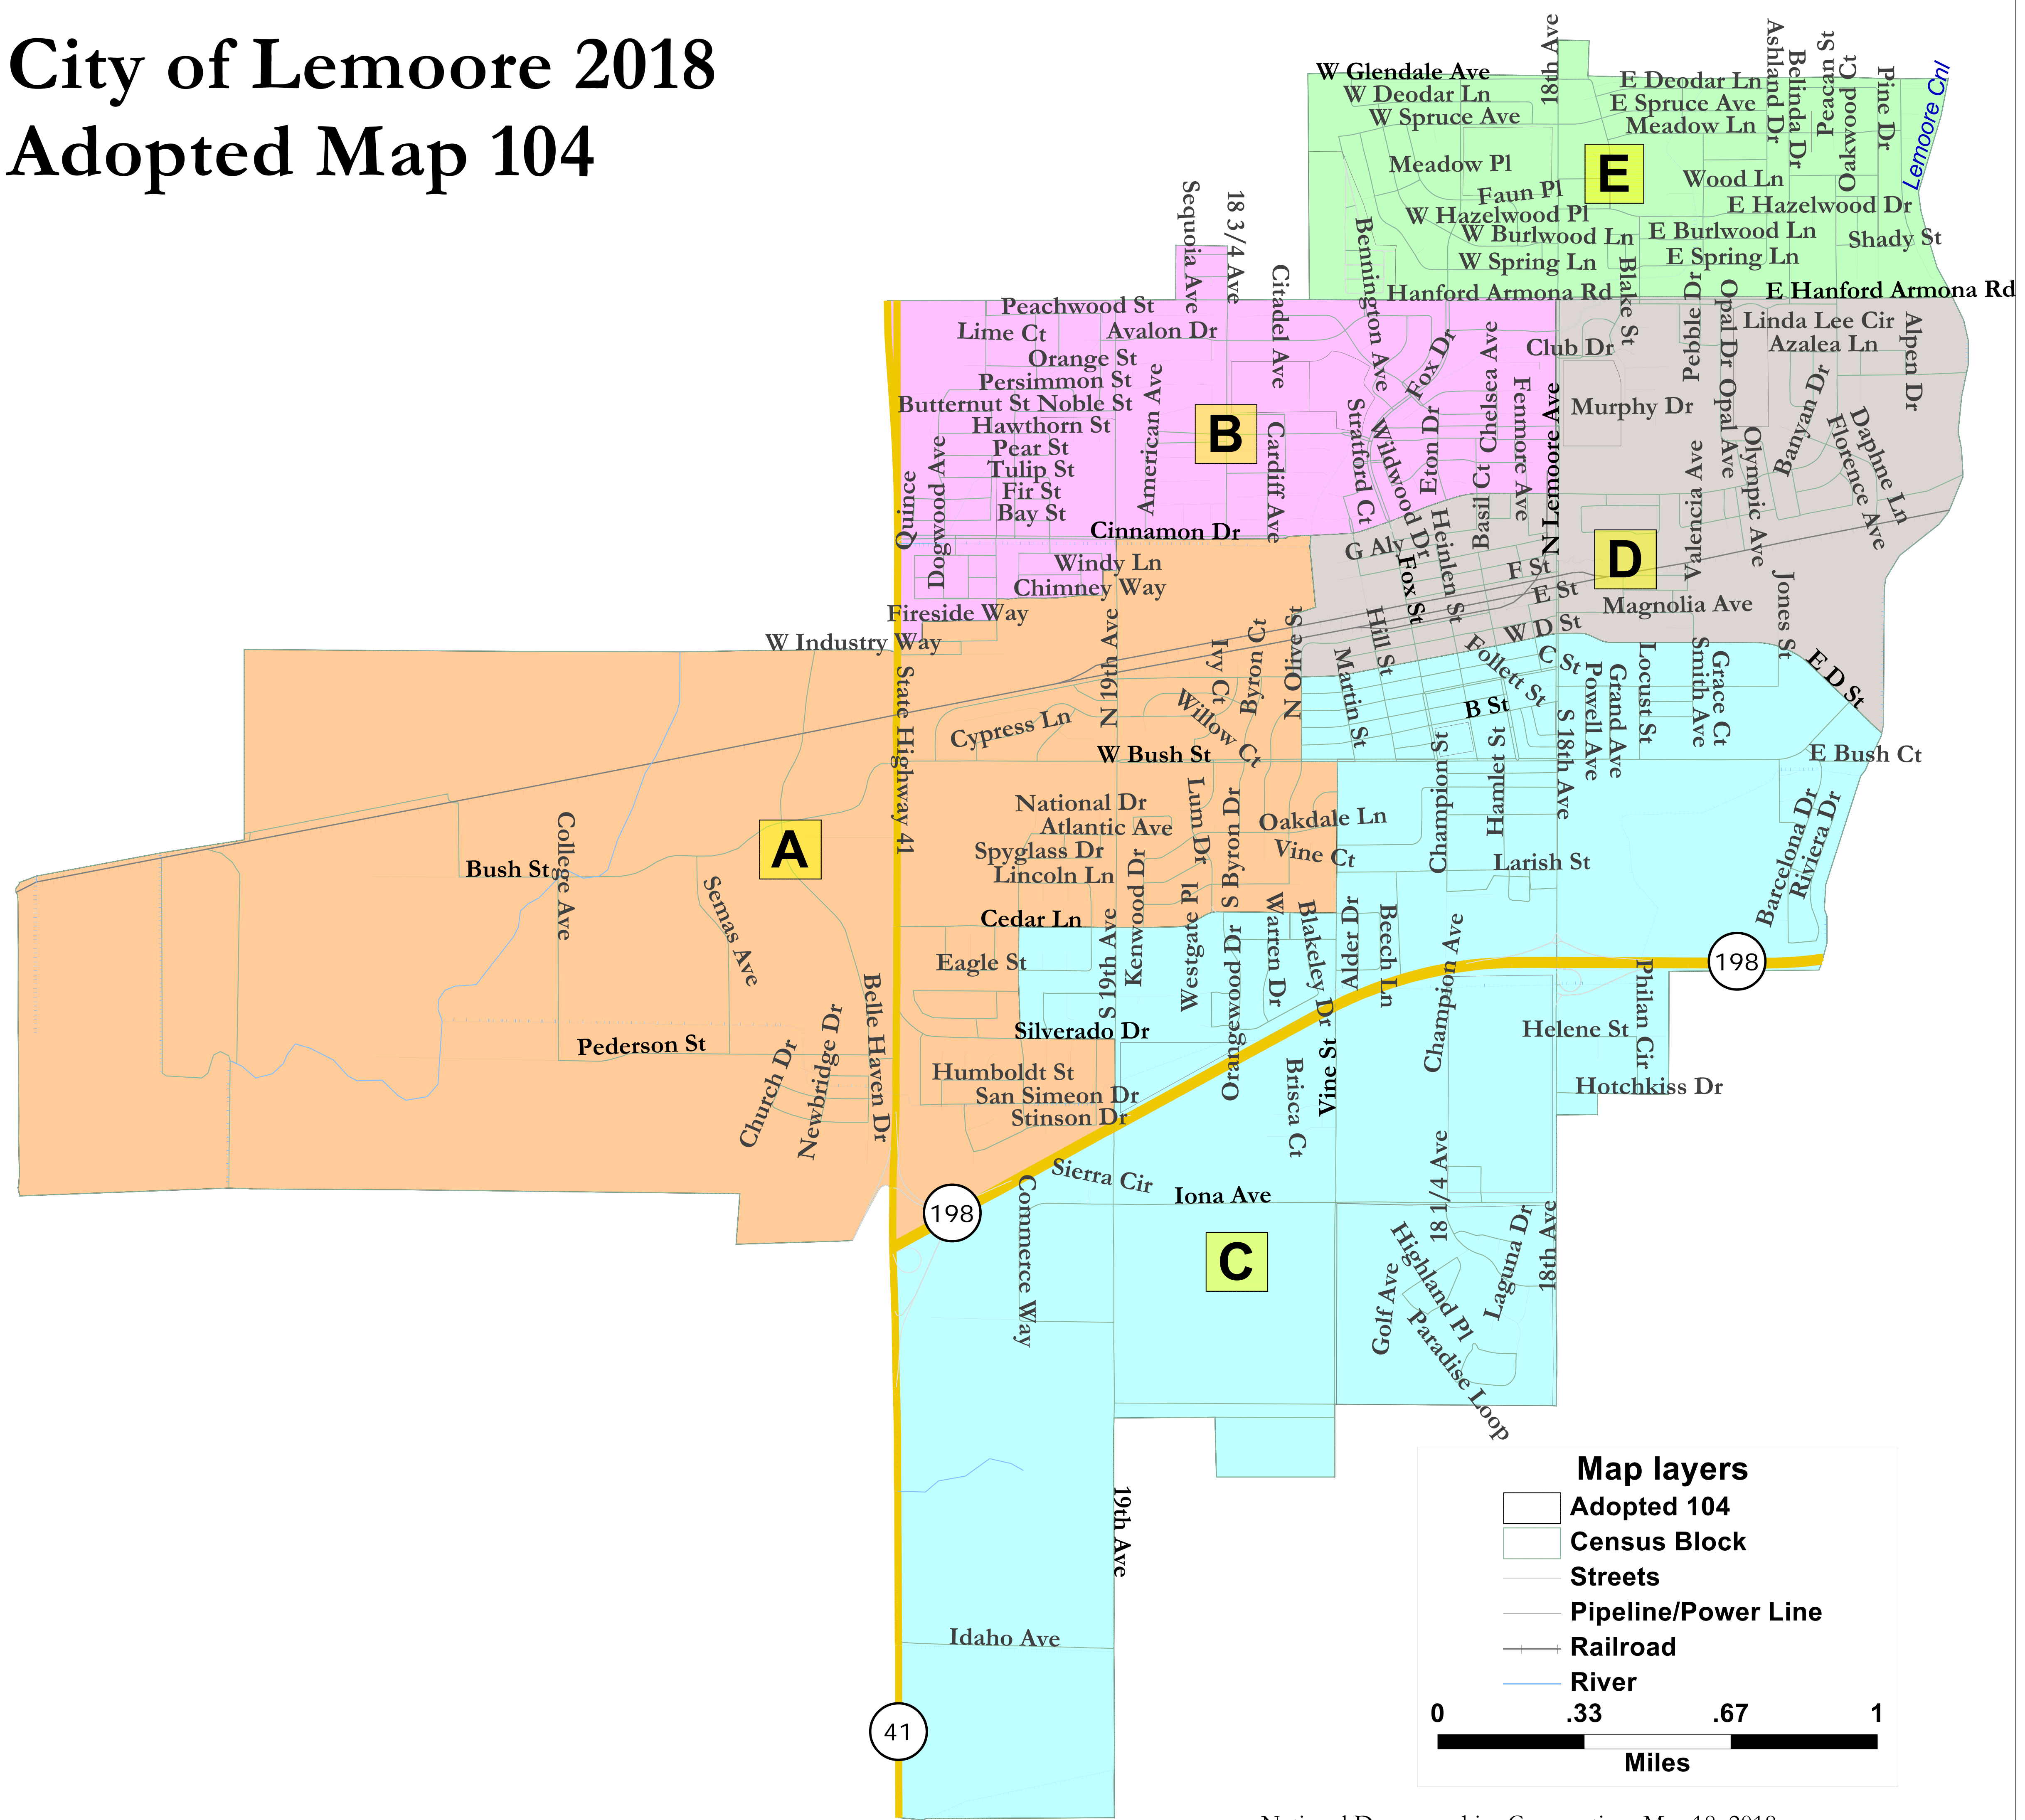 City of Lemoore 2018
Adopted Map 104
W Glendale Ave
W Deodar Ln
W Spruce Ave
Meadow Pl
Faun Pl
W Hazelwood Pl
W Burlwood Ln
W Spring Ln
Hanford Armona Rd
18th Ave
E
E Deodar Ln
E Spruce Ave
Meadow Ln
Wood Ln
E Hazelwood Dr
E Burlwood Ln
Shady St
E Spring Ln
E Hanford Armona Rd
Ashland Dr
Belinda Dr
Peacan St
Oakwood Ct
Pine Dr
Lemoore Cnl
Sequoia Ave
18 3/4 Ave
Citadel Ave
Bennington Ave
Blake St
Pebble Dr
Opal Dr
Opal Ave
Peachwood St
Lime Ct
Avalon Dr
Orange St
Persimmon St
Butternut St
Noble St
Hawthorn St
Pear St
Tulip St
Fir St
Bay St
Quince
Dogwood Ave
American Ave
B
Cardiff Ave
Stratford Ct
Wildwood Dr
Fox Dr
Eton Dr
Chelsea Ave
Basil Ct
Fenmore Ave
N Lemoore Ave
Cinnamon Dr
Windy Ln
Chimney Way
Fireside Way
W Industry Way
Club Dr
Murphy Dr
Linda Lee Cir
Azalea Ln
Alpen Dr
Banyan Dr
Daphne Ln
Florence Ave
Olympic Ave
Valencia Ave
D
G Aly
Fox St
Heinlen St
F St
E St
W D St
Magnolia Ave
Jones St
E D St
Hill St
Martin St
Follett St
C St
B St
Powell Ave
Grand Ave
Locust St
Smith Ave
Grace Ct
S 18th Ave
E Bush Ct
State Highway 41
N 19th Ave
Ivy Ct
Byron Ct
N Olive St
Cypress Ln
Willow Ct
W Bush St
A
College Ave
Bush St
Semas Ave
Pederson St
Church Dr
Newbridge Dr
Belle Haven Dr
National Dr
Atlantic Ave
Spyglass Dr
Lincoln Ln
Cedar Ln
Eagle St
Silverado Dr
Humboldt St
San Simeon Dr
Stinson Dr
Lum Dr
S Byron Dr
Oakdale Ln
Vine Ct
Kenwood Dr
Westgate Pl
S 19th Ave
Orangewood Dr
Warren Dr
Blakeley Dr
Alder Dr
Beech Ln
Champion St
Hamlet St
Larish St
Champion Ave
Barcelona Dr
Riviera Dr
198
Philan Cir
Helene St
Hotchkiss Dr
Vine St
Brisca Ct
Sierra Cir
198
Commerce Way
Iona Ave
C
18 1/4 Ave
Highland Pl
Golf Ave
Paradise Loop
Laguna Dr
18th Ave
19th Ave
Idaho Ave
41
Map layers
Adopted 104
Census Block
Streets
Pipeline/Power Line
Railroad
River
0 .33 .67 1
Miles